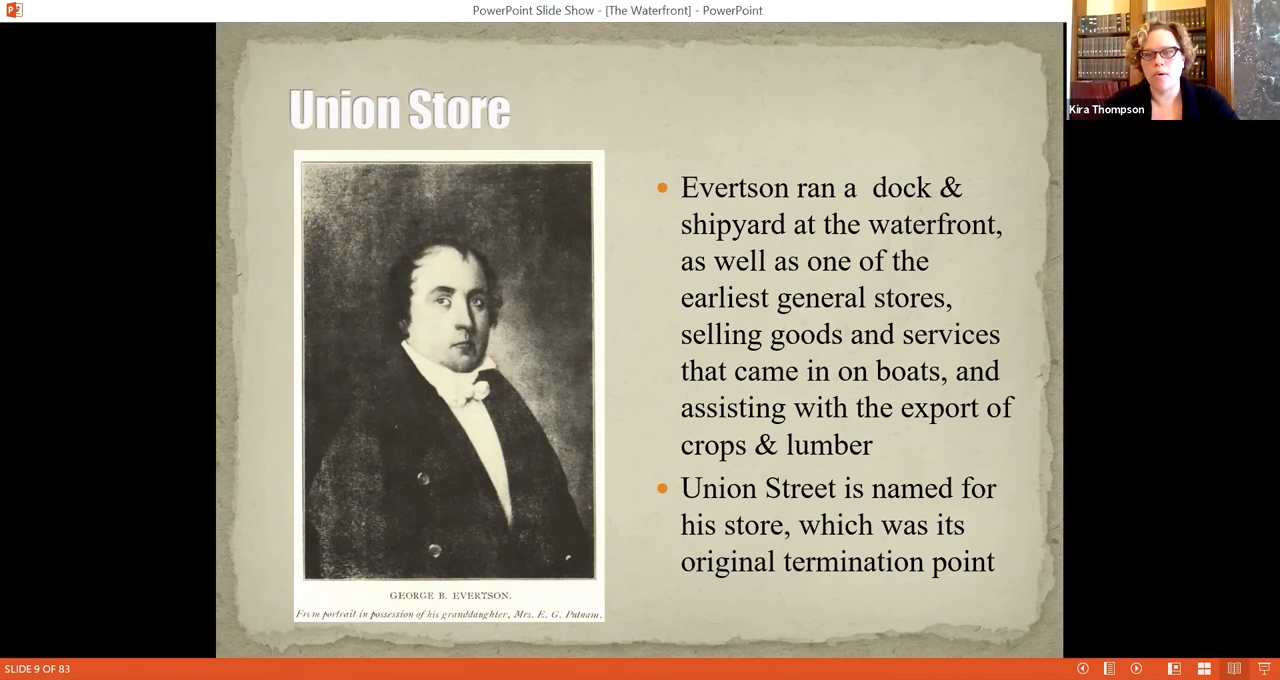 PowerPoint Slide Show - [The Waterfront] - PowerPoint
Kira Thompson
Union Store
Evertson ran a dock &
shipyard at the waterfront,
as well as one of the
earliest general stores,
selling goods and services
that came in on boats, and
assisting with the export of
crops & lumber
Union Street is named for
his store, which was its
original termination point
GEORGE B. EVERTSON.
From portrait in possession of his granddaughter, Mrs. E. G. Putnam.
SLIDE 9 OF 83